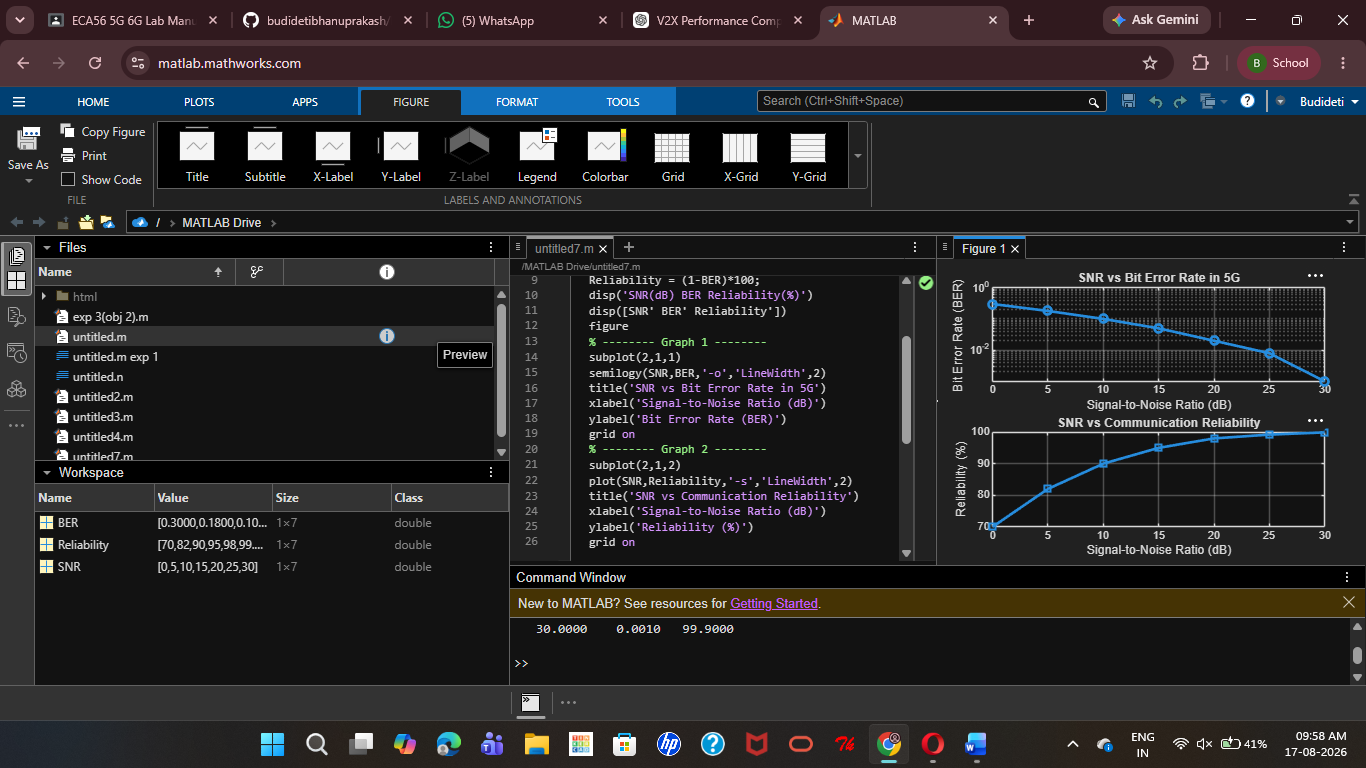 ECA56 5G 6G Lab Manu
budidetibhanuprakash/
(5) WhatsApp
V2X Performance Comp
MATLAB
Ask Gemini
matlab.mathworks.com
B School
HOME PLOTS APPS FIGURE FORMAT TOOLS
Search (Ctrl+Shift+Space)
Budideti
Save As
Copy Figure
Print
Show Code
FILE
Title Subtitle X-Label Y-Label Z-Label Legend Colorbar Grid X-Grid Y-Grid
LABELS AND ANNOTATIONS
/ > MATLAB Drive >
Files
Name
html
exp 3(obj 2).m
untitled.m
untitled.m exp 1
untitled.n
untitled2.m
untitled3.m
untitled4.m
untitled7.m
Preview
Workspace
Name Value Size Class
BER [0.3000,0.1800,0.10... 1×7 double
Reliability [70,82,90,95,98,99.... 1×7 double
SNR [0,5,10,15,20,25,30] 1×7 double
untitled7.m
/MATLAB Drive/untitled7.m
9 Reliability = (1-BER)*100;
10 disp('SNR(dB) BER Reliability(%)')
11 disp([SNR' BER' Reliability'])
12 figure
13 % -------- Graph 1 --------
14 subplot(2,1,1)
15 semilogy(SNR,BER,'-o','LineWidth',2)
16 title('SNR vs Bit Error Rate in 5G')
17 xlabel('Signal-to-Noise Ratio (dB)')
18 ylabel('Bit Error Rate (BER)')
19 grid on
20 % -------- Graph 2 --------
21 subplot(2,1,2)
22 plot(SNR,Reliability,'-s','LineWidth',2)
23 title('SNR vs Communication Reliability')
24 xlabel('Signal-to-Noise Ratio (dB)')
25 ylabel('Reliability (%)')
26 grid on
Figure 1
SNR vs Bit Error Rate in 5G
Bit Error Rate (BER)
10⁰
10⁻²
0 5 10 15 20 25 30
Signal-to-Noise Ratio (dB)
SNR vs Communication Reliability
Reliability (%)
100
90
80
70
0 5 10 15 20 25 30
Signal-to-Noise Ratio (dB)
Command Window
New to MATLAB? See resources for Getting Started.
30.0000 0.0010 99.9000
>>
ENG
IN
41%
09:58 AM
17-08-2026